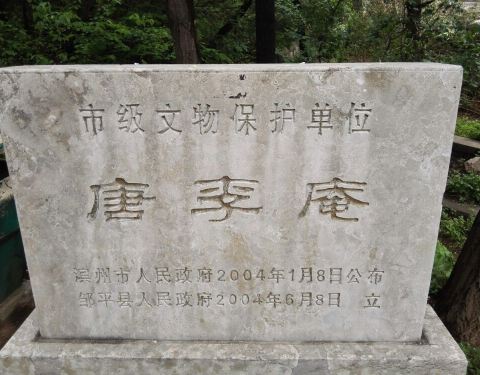 市级文物保护单位
唐李庵
滨州市人民政府2004年1月8日公布
邹平县人民政府2004年6月8日 立